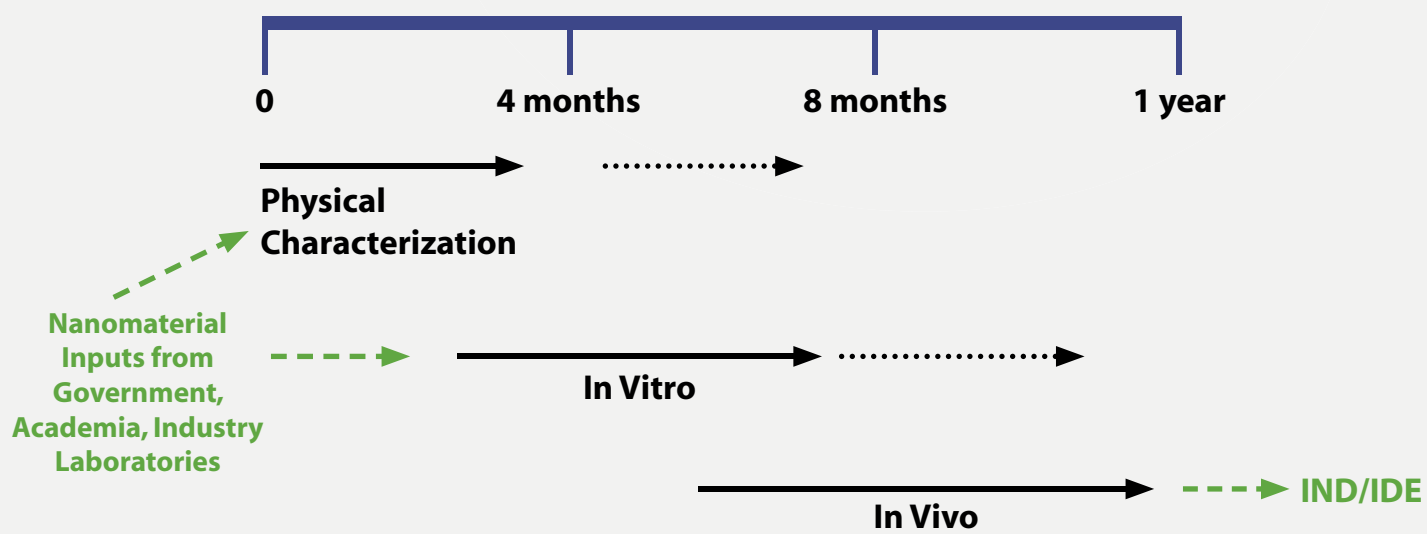 0
4 months
8 months
1 year
Physical
Characterization
Nanomaterial
Inputs from
Government,
Academia, Industry
Laboratories
In Vitro
In Vivo
IND/IDE